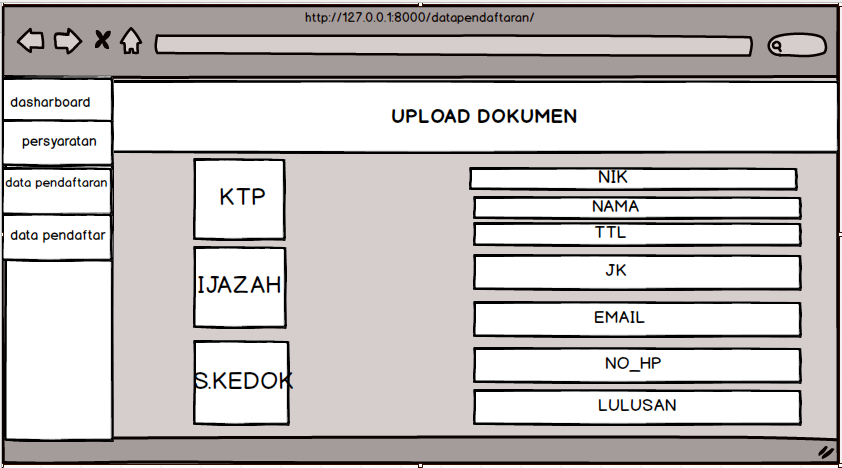 http://127.0.0.1:8000/datapendaftaran/
dasharboard
persyaratan
data pendaftaran
data pendaftar
UPLOAD DOKUMEN
KTP
IJAZAH
S.KEDOK
NIK
NAMA
TTL
JK
EMAIL
NO_HP
LULUSAN